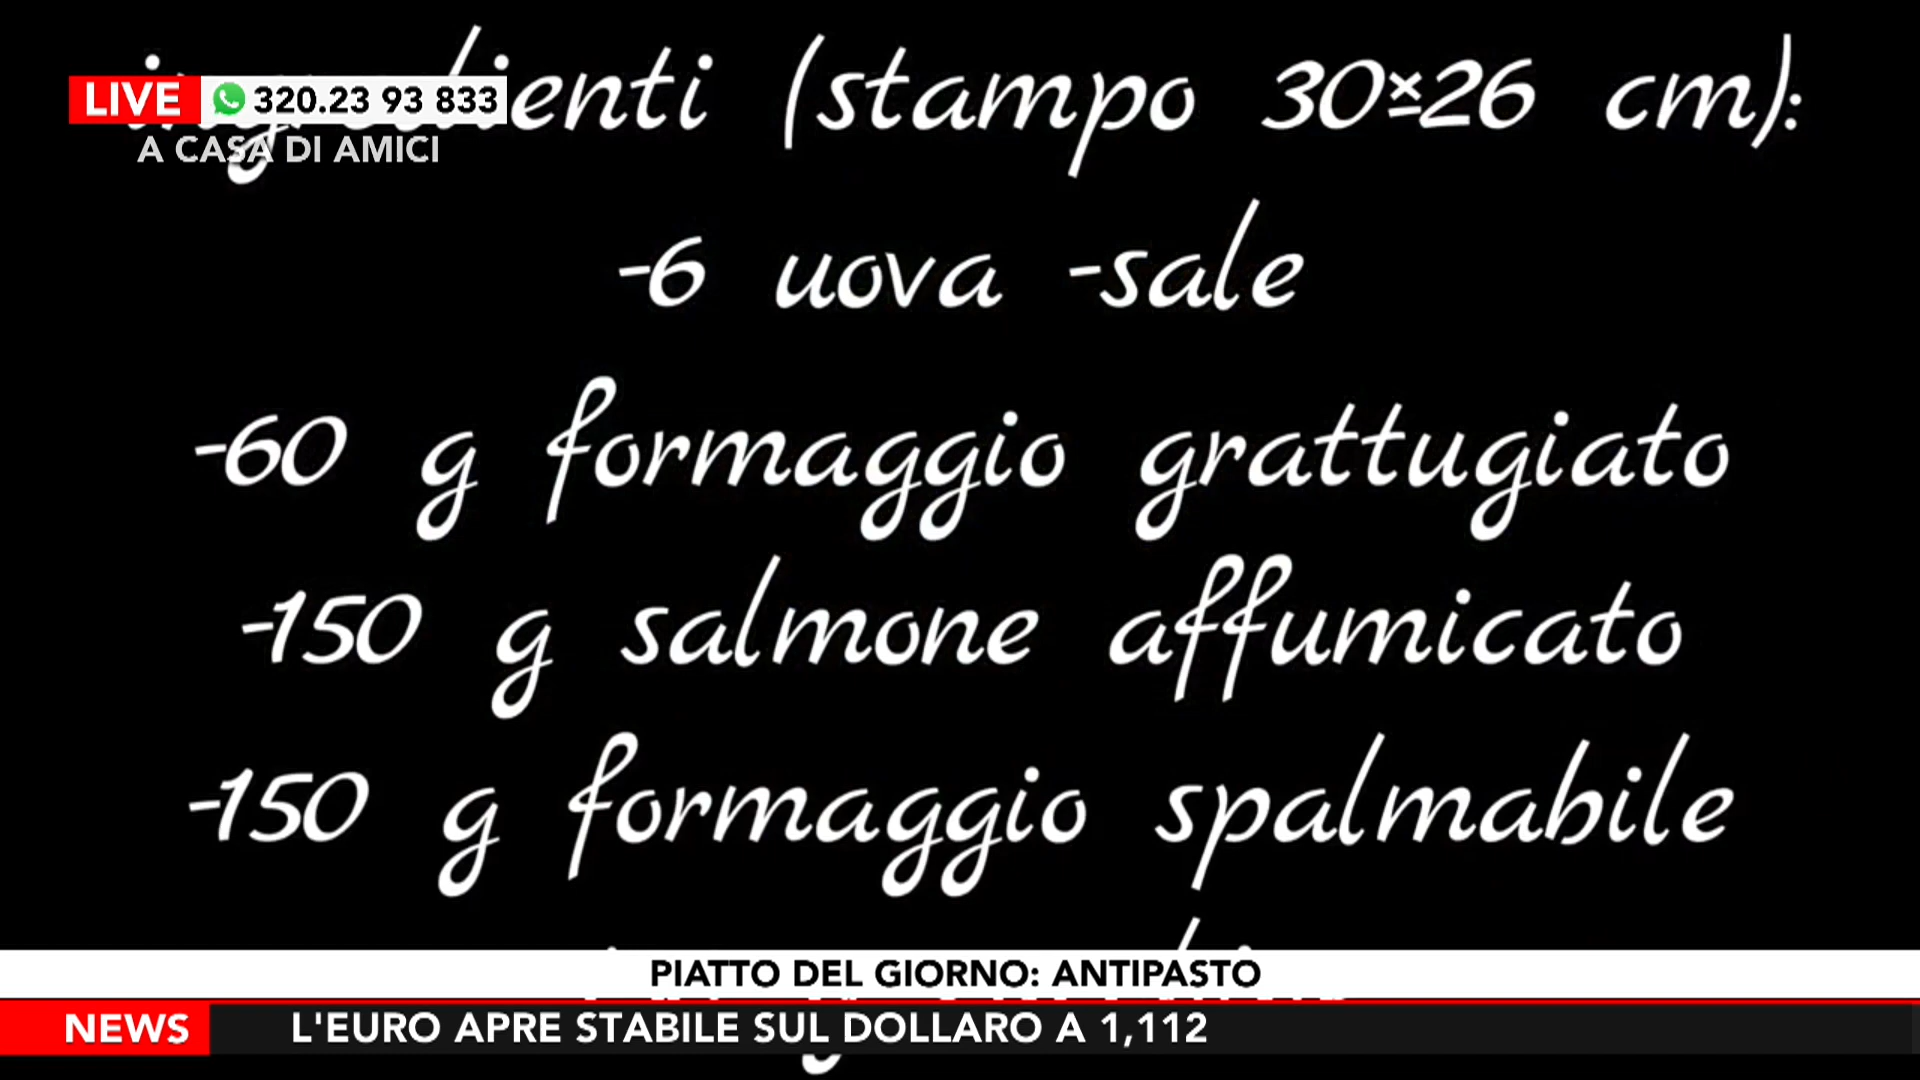 ingredienti (stampo 30x26 cm):
LIVE 320.23 93 833
A CASA DI AMICI
-6 uova -sale
-60 g formaggio grattugiato
-150 g salmone affumicato
-150 g formaggio spalmabile
PIATTO DEL GIORNO: ANTIPASTO
NEWS L'EURO APRE STABILE SUL DOLLARO A 1,112